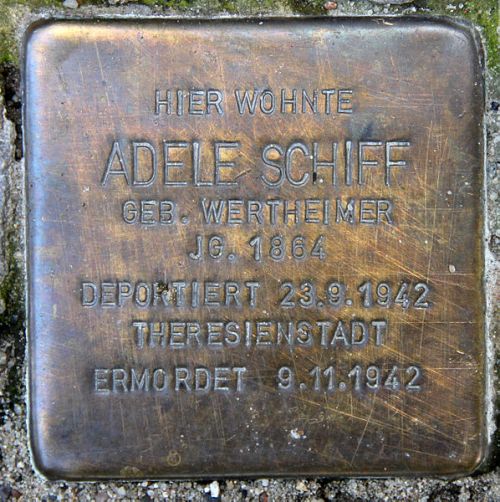 HIER WOHNTE
ADELE SCHIFF
GEB. WERTHEIMER
JG. 1864
DEPORTIERT 23.9.1942
THERESIENSTADT
ERMORDET 9.11.1942